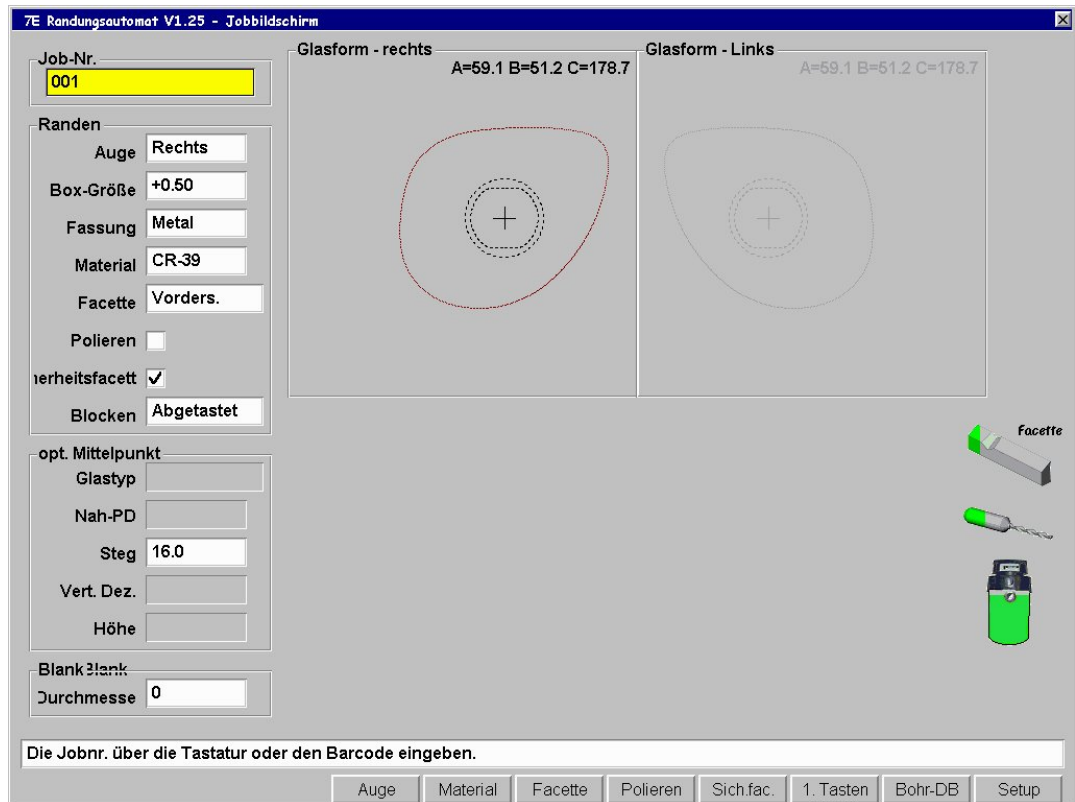 7E Randungsautomat V1.25 - Jobbildschirm
Job-Nr.
001
Randen
Auge Rechts
Box-Größe +0.50
Fassung Metal
Material CR-39
Facette Vorders.
Polieren
erheitsfacett
Blocken Abgetastet
opt. Mittelpunkt
Glastyp
Nah-PD
Steg 16.0
Vert. Dez.
Höhe
Blank Blank
Durchmesse 0
Glasform - rechts
A=59.1 B=51.2 C=178.7
Glasform - Links
A=59.1 B=51.2 C=178.7
Facette
Die Jobnr. über die Tastatur oder den Barcode eingeben.
Auge Material Facette Polieren Sich.fac. 1. Tasten Bohr-DB Setup